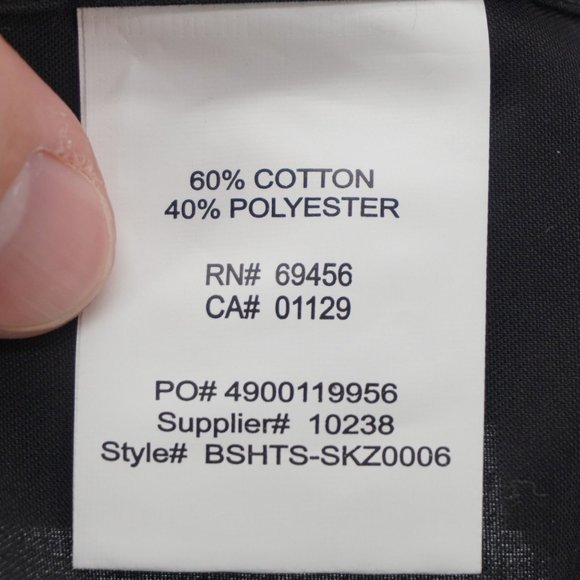 60% COTTON
40% POLYESTER
RN# 69456
CA# 01129
PO# 4900119956
Supplier# 10238
Style# BSHTS-SKZ0006